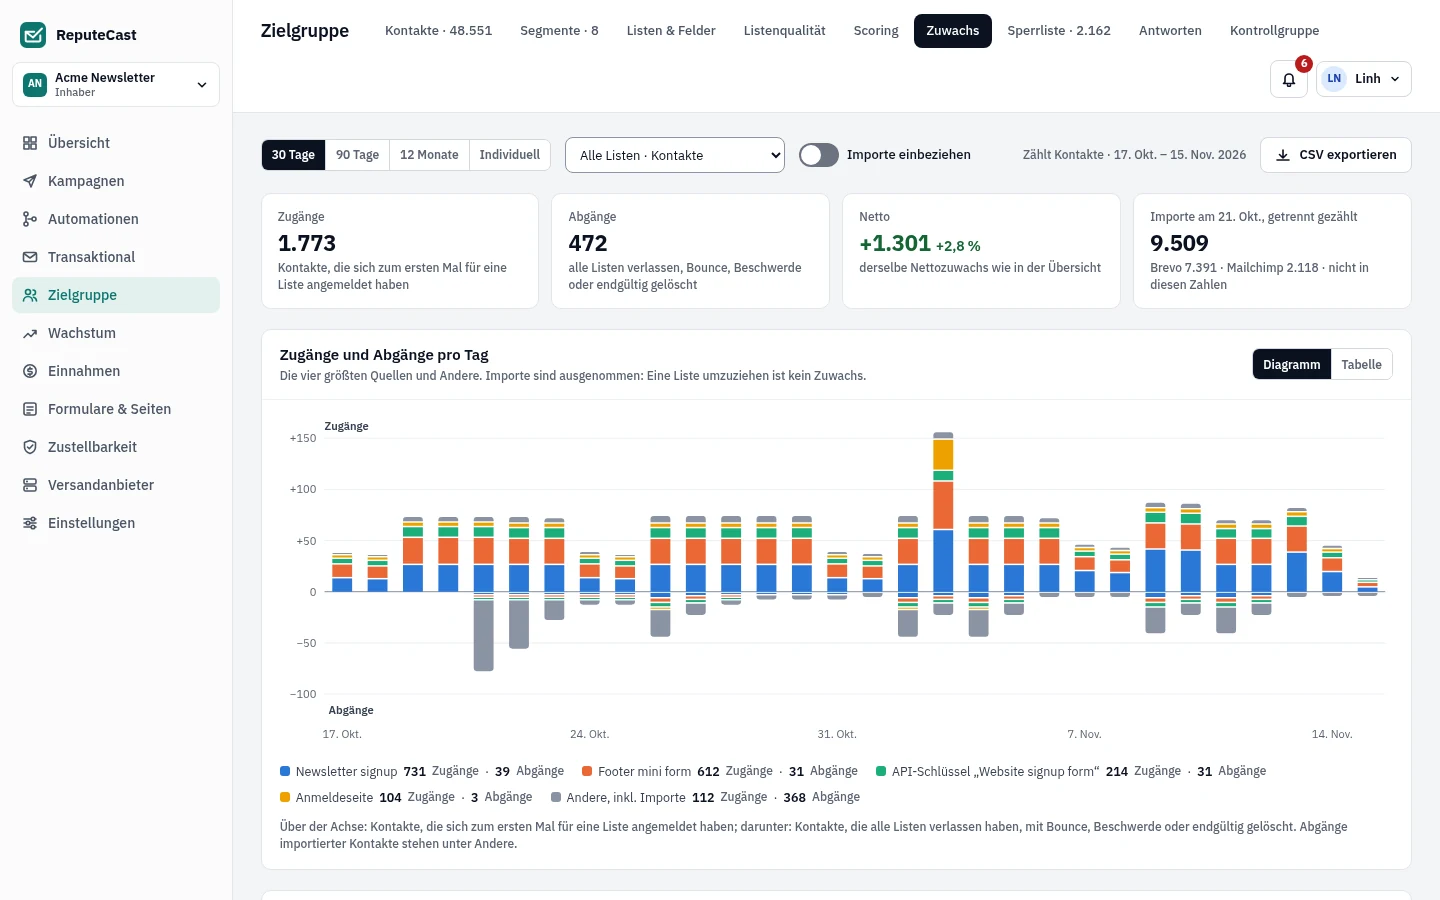 ReputeCast
AN
Acme Newsletter
Inhaber
Übersicht
Kampagnen
Automationen
Transaktional
Zielgruppe
Wachstum
Einnahmen
Formulare & Seiten
Zustellbarkeit
Versandanbieter
Einstellungen
Zielgruppe
Kontakte · 48.551
Segmente · 8
Listen & Felder
Listenqualität
Scoring
Zuwachs
Sperrliste · 2.162
Antworten
Kontrollgruppe
6
LN
Linh
30 Tage
90 Tage
12 Monate
Individuell
Alle Listen · Kontakte
Importe einbeziehen
Zählt Kontakte · 17. Okt. – 15. Nov. 2026
CSV exportieren
Zugänge
1.773
Kontakte, die sich zum ersten Mal für eine
Liste angemeldet haben
Abgänge
472
alle Listen verlassen, Bounce, Beschwerde
oder endgültig gelöscht
Netto
+1.301 +2,8 %
derselbe Nettozuwachs wie in der Übersicht
Importe am 21. Okt., getrennt gezählt
9.509
Brevo 7.391 · Mailchimp 2.118 · nicht in
diesen Zahlen
Zugänge und Abgänge pro Tag
Die vier größten Quellen und Andere. Importe sind ausgenommen: Eine Liste umzuziehen ist kein Zuwachs.
Diagramm
Tabelle
Zugänge
+150
+100
+50
0
−50
−100
Abgänge
17. Okt.
24. Okt.
31. Okt.
7. Nov.
14. Nov.
Newsletter signup 731 Zugänge · 39 Abgänge
Footer mini form 612 Zugänge · 31 Abgänge
API-Schlüssel „Website signup form“ 214 Zugänge · 31 Abgänge
Anmeldeseite 104 Zugänge · 3 Abgänge
Andere, inkl. Importe 112 Zugänge · 368 Abgänge
Über der Achse: Kontakte, die sich zum ersten Mal für eine Liste angemeldet haben; darunter: Kontakte, die alle Listen verlassen haben, mit Bounce, Beschwerde oder endgültig gelöscht. Abgänge
importierter Kontakte stehen unter Andere.